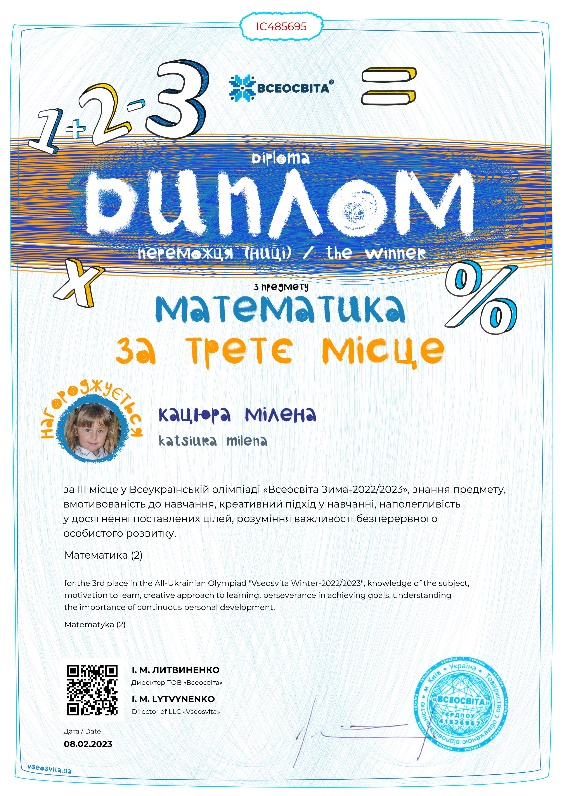 IC485695
1+2-3
ВСЕОСВІТА®
=
Diploma
ДИПЛОМ
переможця (ниці) / the winner
x
%
з предмету
математика
за третє місце
НАГОРОДЖУЄТЬСЯ
Кацюра Мілена
Katsiura Milena
за III місце у Всеукраїнській олімпіаді «Всеосвіта Зима-2022/2023», знання предмету,
вмотивованість до навчання, креативний підхід у навчанні, наполегливість
у досягненні поставлених цілей, розуміння важливості безперервного
особистого розвитку.
Математика (2)
for the 3rd place in the All-Ukrainian Olympiad "Vseosvita Winter-2022/2023", knowledge of the subject,
motivation to learn, creative approach to learning, perseverance in achieving goals, understanding
the importance of continuous personal development.
Matematyka (2)
І. М. ЛИТВИНЕНКО
Директор ТОВ «Всеосвіта»
I. M. LYTVYNENKO
Director of LLC «Vseosvita»
Дата / Date
08.02.2023
м. Київ • Україна
«ВСЕОСВІТА»
vseosvita.ua